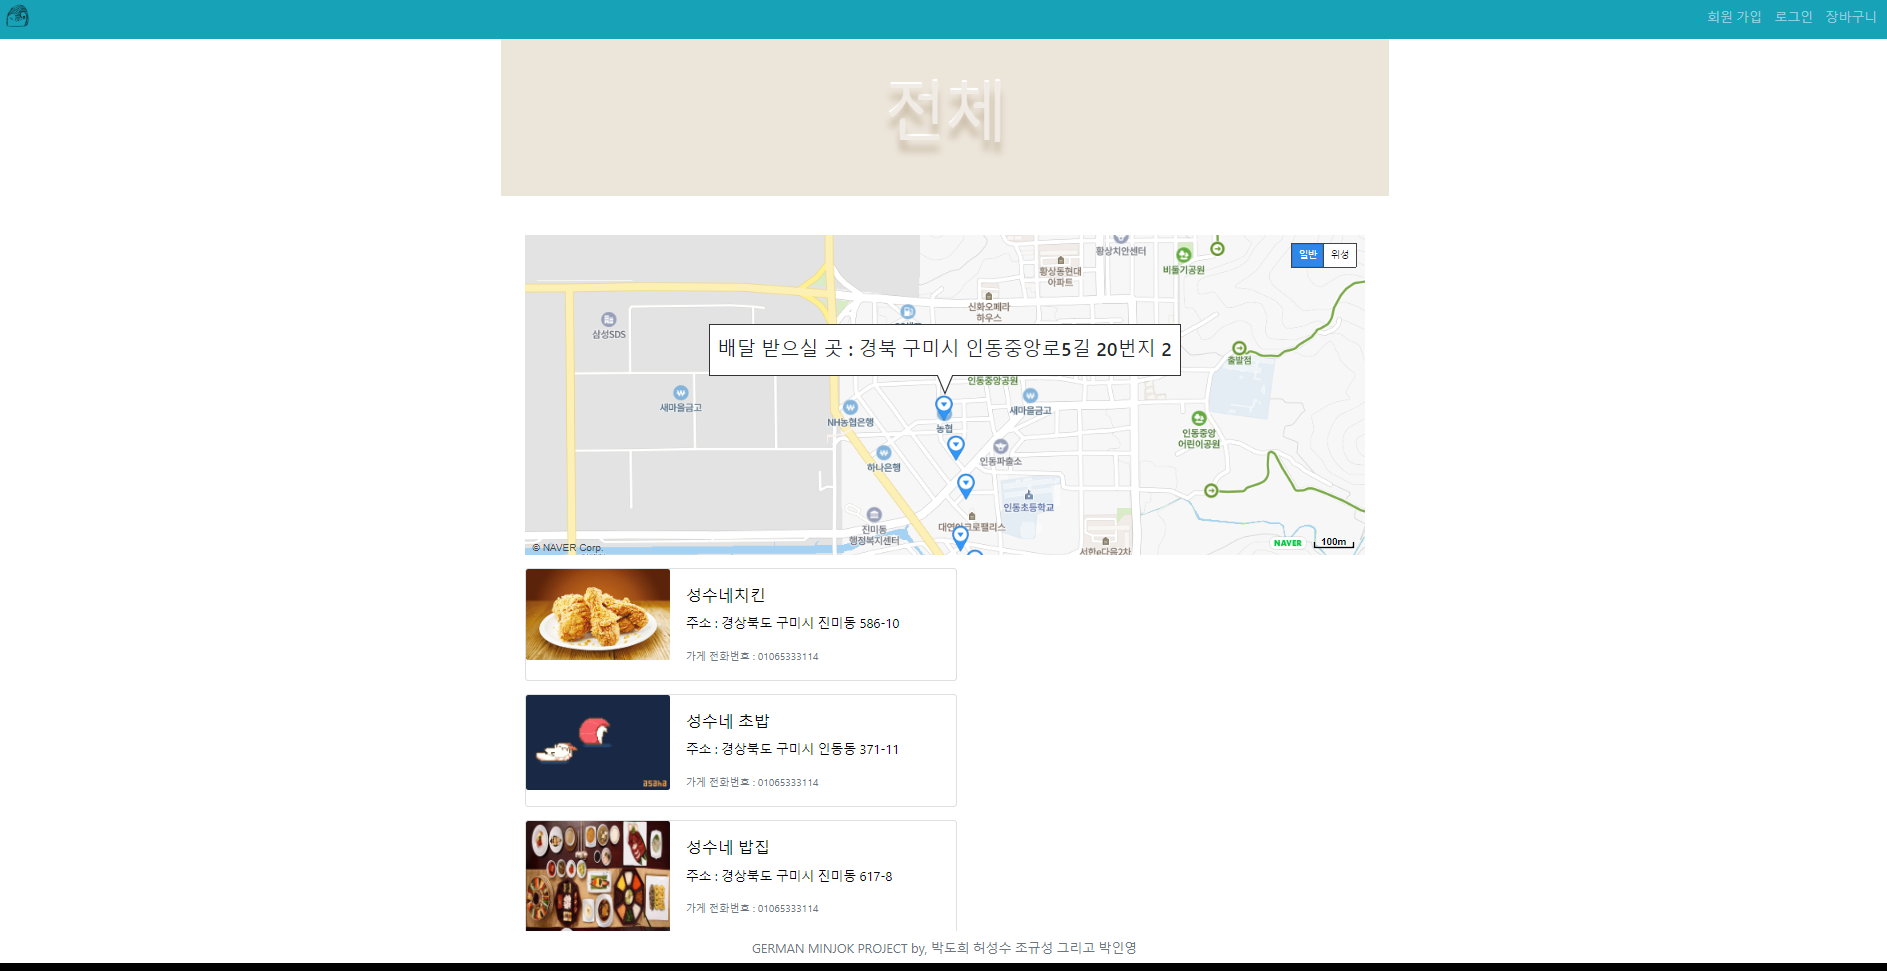 회원 가입 로그인 장바구니
전체
황상치안센터
일반 위성
비둘기공원
황상동현대
아파트
신화오페라
하우스
삼성SDS
배달 받으실 곳 : 경북 구미시 인동중앙로5길 20번지 2
출발점
인동중앙공원
새마을금고
새마을금고
NH농협은행
농협
인동중앙
어린이공원
하나은행
인동파출소
인동초등학교
진미동
행정복지센터
서한e다음2차
© NAVER Corp.
NAVER 100m
성수네치킨
주소 : 경상북도 구미시 진미동 586-10
가게 전화번호 : 01065333114
성수네 초밥
주소 : 경상북도 구미시 인동동 371-11
가게 전화번호 : 01065333114
asaha
성수네 밥집
주소 : 경상북도 구미시 진미동 617-8
가게 전화번호 : 01065333114
GERMAN MINJOK PROJECT by, 박도희 허성수 조규성 그리고 박인영